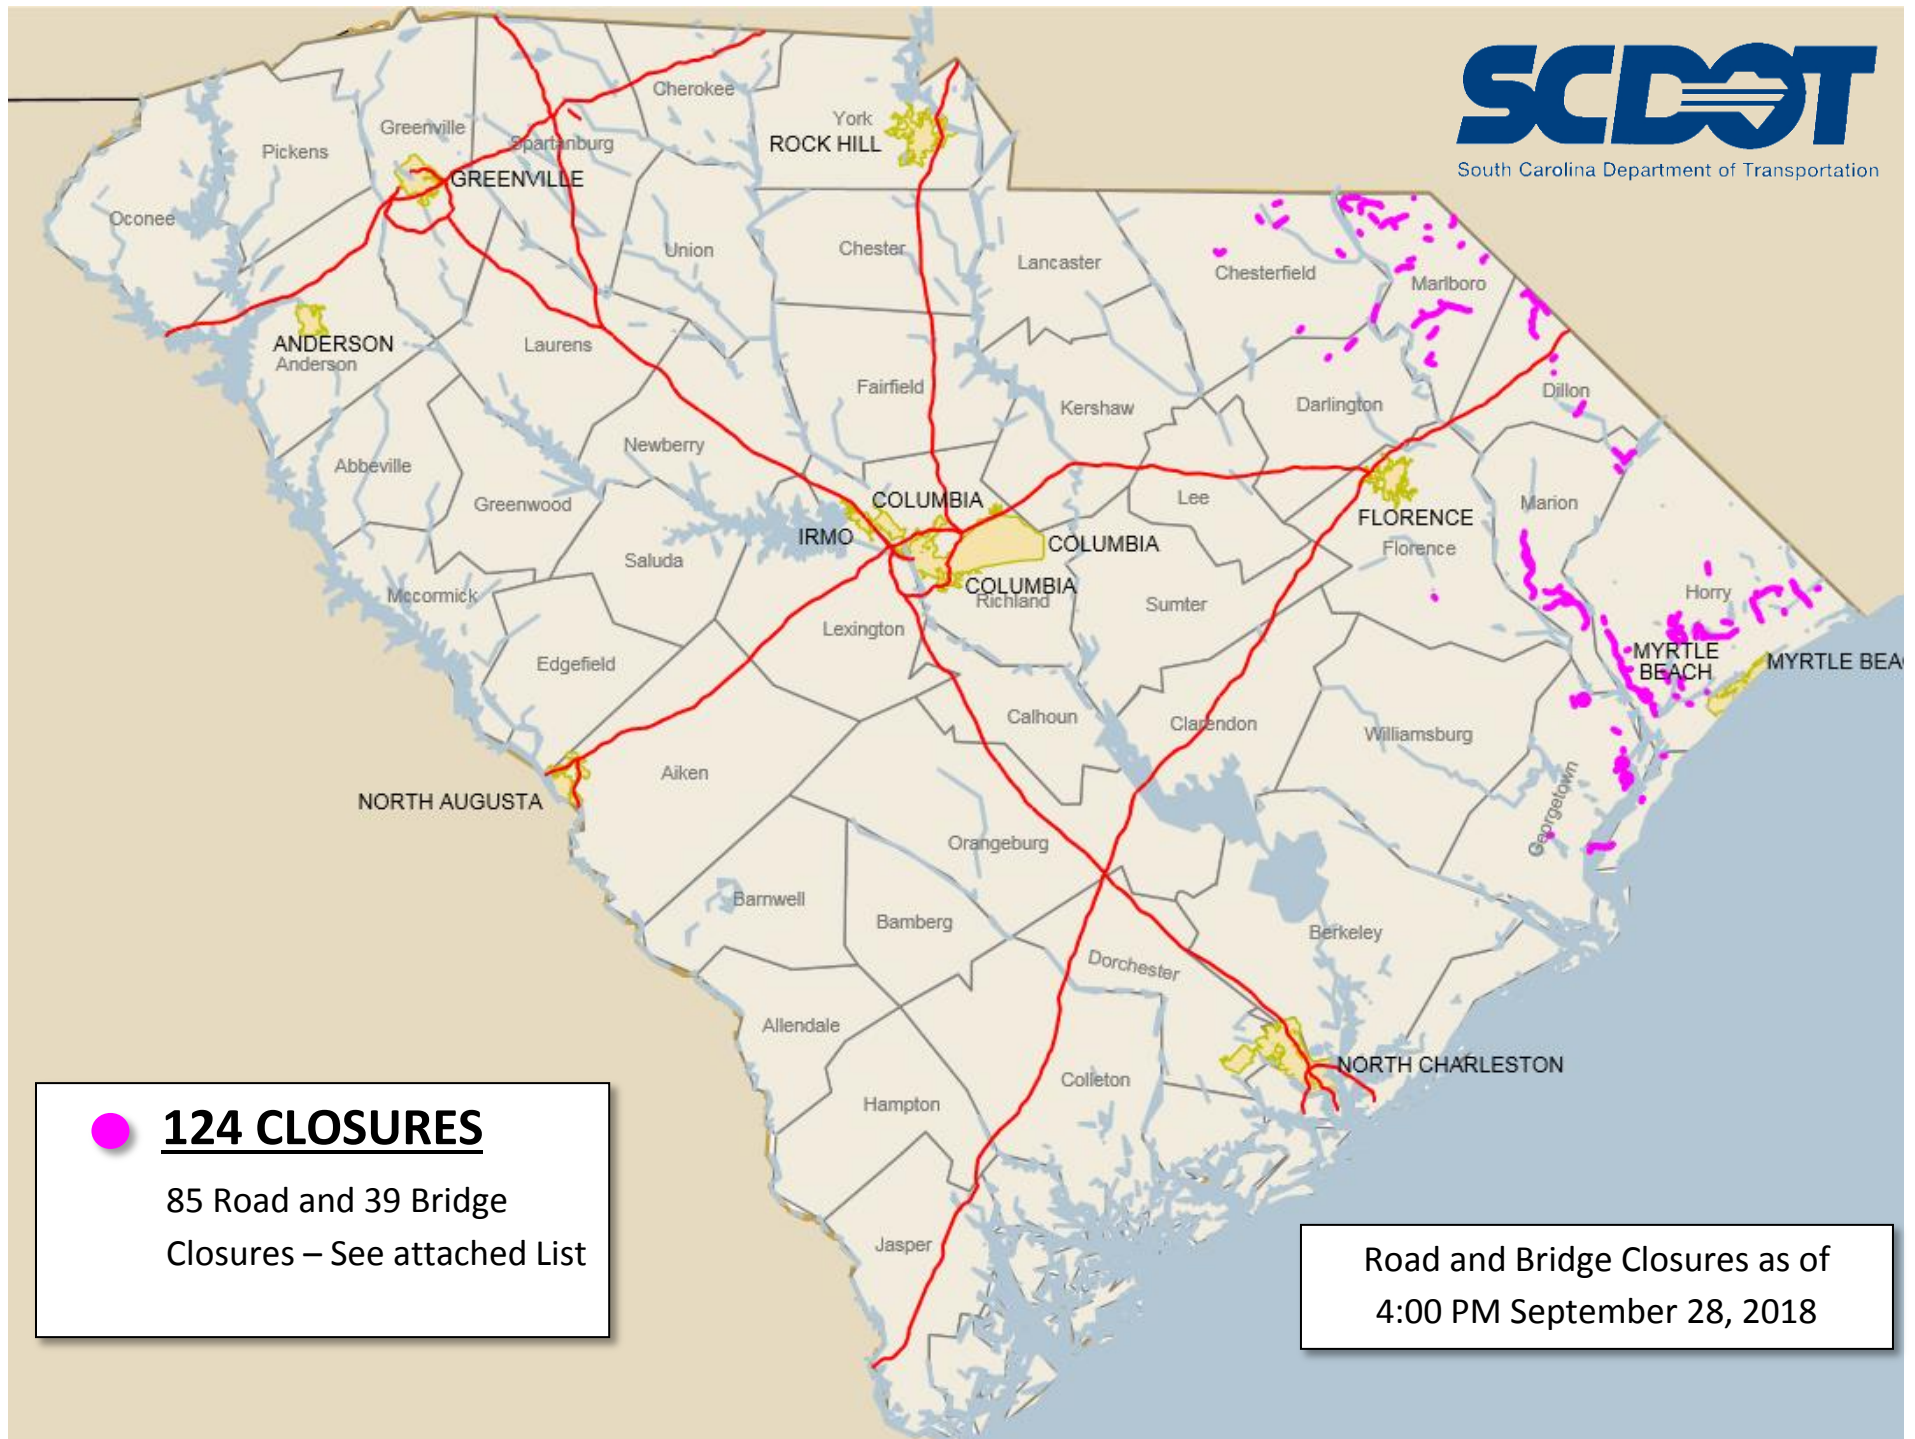 SCDOT
South Carolina Department of Transportation
Cherokee
York
ROCK HILL
Greenville
Spartanburg
Pickens
GREENVILLE
Oconee
Union
Chester
Lancaster
Chesterfield
Marlboro
ANDERSON
Anderson
Laurens
Fairfield
Kershaw
Darlington
Dillon
Newberry
Abbeville
Greenwood
COLUMBIA
Lee
Marion
IRMO
COLUMBIA
FLORENCE
Florence
Saluda
COLUMBIA
Richland
Mccormick
Sumter
Horry
Lexington
Edgefield
MYRTLE
BEACH
MYRTLE BEA
Calhoun
Clarendon
Williamsburg
Aiken
NORTH AUGUSTA
Georgetown
Orangeburg
Barnwell
Bamberg
Berkeley
Dorchester
Allendale
NORTH CHARLESTON
Colleton
Hampton
Jasper
124 CLOSURES
85 Road and 39 Bridge
Closures – See attached List
Road and Bridge Closures as of
4:00 PM September 28, 2018